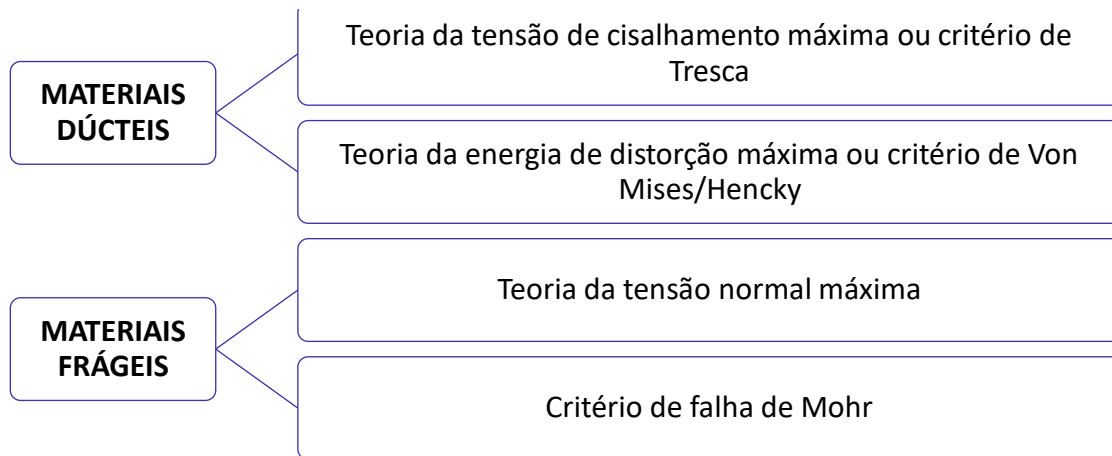 MATERIAIS
DÚCTEIS
Teoria da tensão de cisalhamento máxima ou critério de
Tresca
Teoria da energia de distorção máxima ou critério de Von
Mises/Hencky
MATERIAIS
FRÁGEIS
Teoria da tensão normal máxima
Critério de falha de Mohr